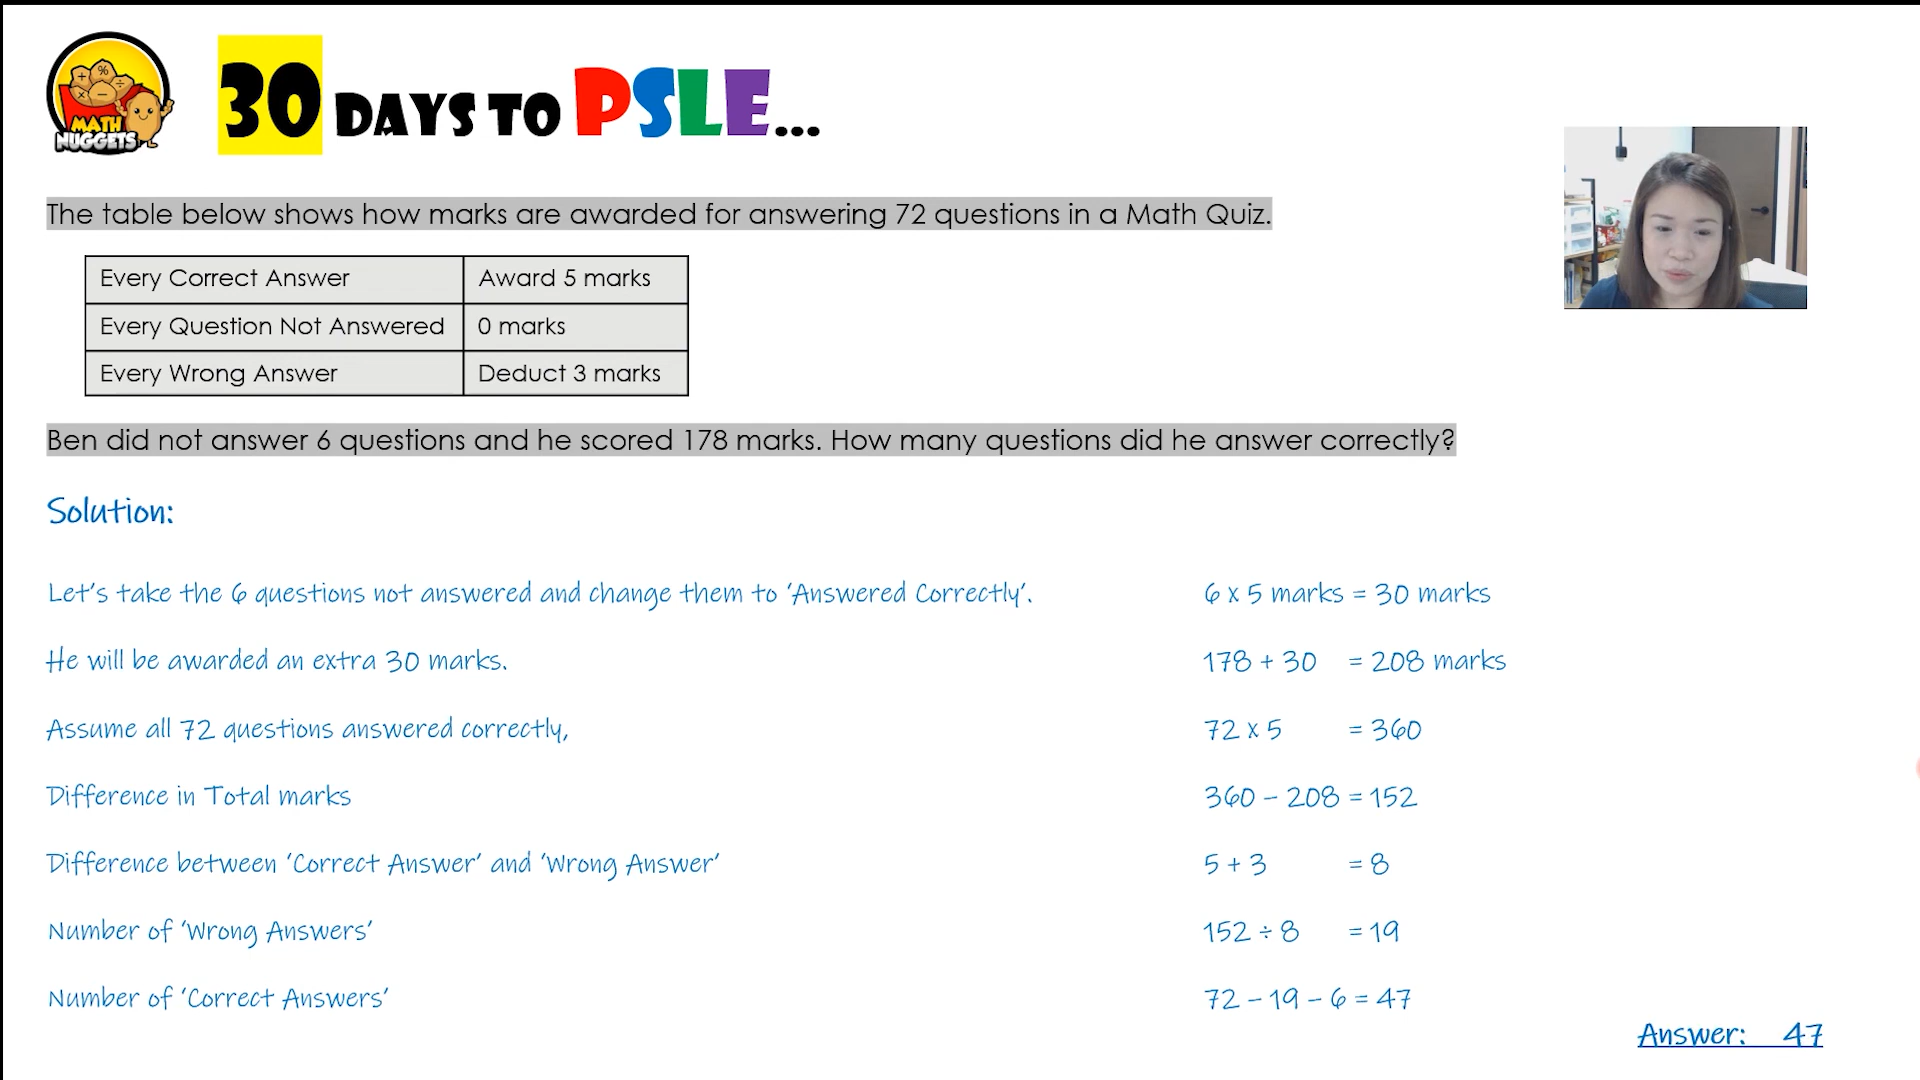 MATH
NUGGETS
30 DAYS TO PSLE...
The table below shows how marks are awarded for answering 72 questions in a Math Quiz.
Every Correct Answer Award 5 marks
Every Question Not Answered 0 marks
Every Wrong Answer Deduct 3 marks
Ben did not answer 6 questions and he scored 178 marks. How many questions did he answer correctly?
Solution:
Let's take the 6 questions not answered and change them to 'Answered Correctly'. 6 x 5 marks = 30 marks
He will be awarded an extra 30 marks. 178 + 30 = 208 marks
Assume all 72 questions answered correctly, 72 x 5 = 360
Difference in Total marks 360 – 208 = 152
Difference between 'Correct Answer' and 'Wrong Answer' 5 + 3 = 8
Number of 'Wrong Answers' 152 ÷ 8 = 19
Number of 'Correct Answers' 72 – 19 – 6 = 47
Answer: 47